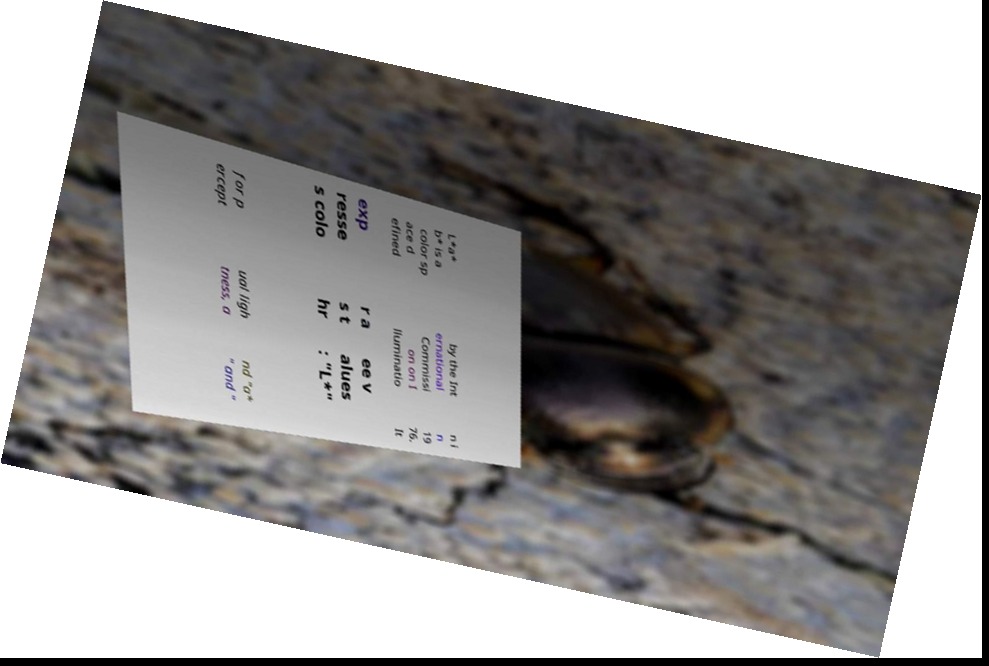 L*a*
b* is a
color sp
ace d
efined
by the Int
ernational
Commissi
on on I
lluminatio
n i
n
19
76.
It
exp
resse
s colo
r a
s t
hr
ee v
alues
: "L*"
f or p
ercept
ual ligh
tness, a
nd "a*
" and "